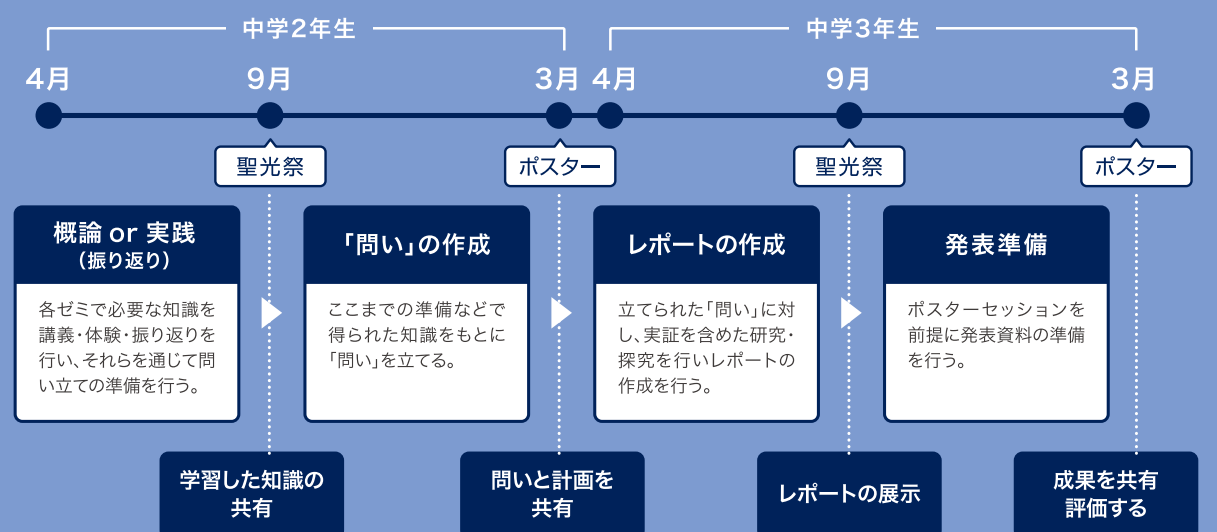 中学2年生
中学3年生
4月
9月
3月
4月
9月
3月
聖光祭
ポスター
聖光祭
ポスター
概論 or 実践
（振り返り）
各ゼミで必要な知識を
講義・体験・振り返りを
行い、それらを通じて問
い立ての準備を行う。
「問い」の作成
ここまでの準備などで
得られた知識をもとに
「問い」を立てる。
レポートの作成
立てられた「問い」に対
し、実証を含めた研究・
探究を行いレポートの
作成を行う。
発表準備
ポスターセッションを
前提に発表資料の準備
を行う。
学習した知識の
共有
問いと計画を
共有
レポートの展示
成果を共有
評価する